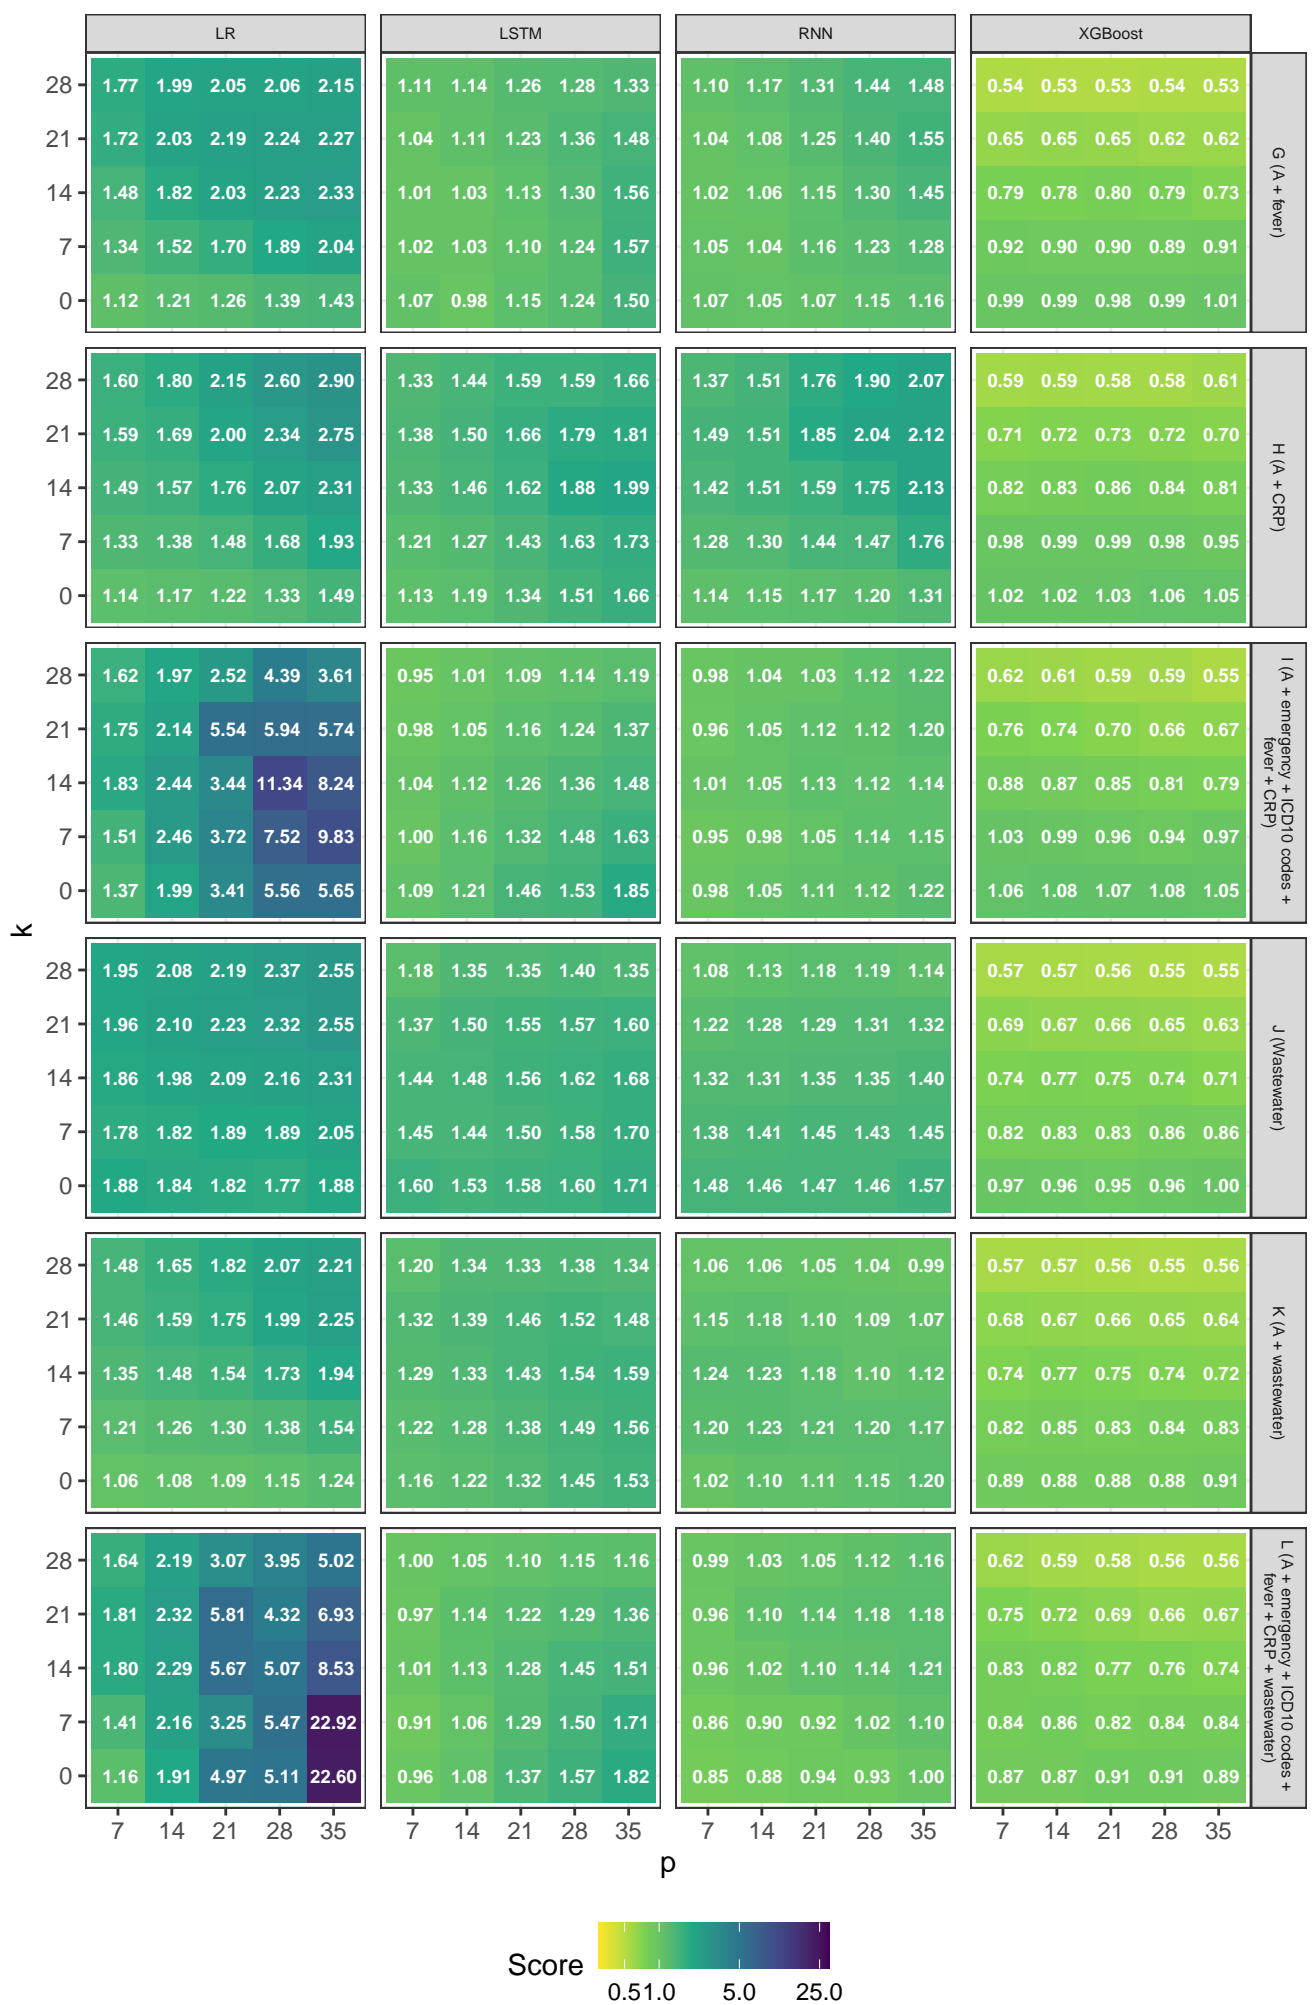 LR LSTM RNN XGBoost
28 1.77 1.99 2.05 2.06 2.15 1.11 1.14 1.26 1.28 1.33 1.10 1.17 1.31 1.44 1.48 0.54 0.53 0.53 0.54 0.53
21 1.72 2.03 2.19 2.24 2.27 1.04 1.11 1.23 1.36 1.48 1.04 1.08 1.25 1.40 1.55 0.65 0.65 0.65 0.62 0.62
14 1.48 1.82 2.03 2.23 2.33 1.01 1.03 1.13 1.30 1.56 1.02 1.06 1.15 1.30 1.45 0.79 0.78 0.80 0.79 0.73
7 1.34 1.52 1.70 1.89 2.04 1.02 1.03 1.10 1.24 1.57 1.05 1.04 1.16 1.23 1.28 0.92 0.90 0.90 0.89 0.91
0 1.12 1.21 1.26 1.39 1.43 1.07 0.98 1.15 1.24 1.50 1.07 1.05 1.07 1.15 1.16 0.99 0.99 0.98 0.99 1.01
G (A + fever)
28 1.60 1.80 2.15 2.60 2.90 1.33 1.44 1.59 1.59 1.66 1.37 1.51 1.76 1.90 2.07 0.59 0.59 0.58 0.58 0.61
21 1.59 1.69 2.00 2.34 2.75 1.38 1.50 1.66 1.79 1.81 1.49 1.51 1.85 2.04 2.12 0.71 0.72 0.73 0.72 0.70
14 1.49 1.57 1.76 2.07 2.31 1.33 1.46 1.62 1.88 1.99 1.42 1.51 1.59 1.75 2.13 0.82 0.83 0.86 0.84 0.81
7 1.33 1.38 1.48 1.68 1.93 1.21 1.27 1.43 1.63 1.73 1.28 1.30 1.44 1.47 1.76 0.98 0.99 0.99 0.98 0.95
0 1.14 1.17 1.22 1.33 1.49 1.13 1.19 1.34 1.51 1.66 1.14 1.15 1.17 1.20 1.31 1.02 1.02 1.03 1.06 1.05
H (A + CRP)
28 1.62 1.97 2.52 4.39 3.61 0.95 1.01 1.09 1.14 1.19 0.98 1.04 1.03 1.12 1.22 0.62 0.61 0.59 0.59 0.55
21 1.75 2.14 5.54 5.94 5.74 0.98 1.05 1.16 1.24 1.37 0.96 1.05 1.12 1.12 1.20 0.76 0.74 0.70 0.66 0.67
14 1.83 2.44 3.44 11.34 8.24 1.04 1.12 1.26 1.36 1.48 1.01 1.05 1.13 1.12 1.14 0.88 0.87 0.85 0.81 0.79
7 1.51 2.46 3.72 7.52 9.83 1.00 1.16 1.32 1.48 1.63 0.95 0.98 1.05 1.14 1.15 1.03 0.99 0.96 0.94 0.97
0 1.37 1.99 3.41 5.56 5.65 1.09 1.21 1.46 1.53 1.85 0.98 1.05 1.11 1.12 1.22 1.06 1.08 1.07 1.08 1.05
I (A + emergency + ICD10 codes +
fever + CRP)
k
28 1.95 2.08 2.19 2.37 2.55 1.18 1.35 1.35 1.40 1.35 1.08 1.13 1.18 1.19 1.14 0.57 0.57 0.56 0.55 0.55
21 1.96 2.10 2.23 2.32 2.55 1.37 1.50 1.55 1.57 1.60 1.22 1.28 1.29 1.31 1.32 0.69 0.67 0.66 0.65 0.63
14 1.86 1.98 2.09 2.16 2.31 1.44 1.48 1.56 1.62 1.68 1.32 1.31 1.35 1.35 1.40 0.74 0.77 0.75 0.74 0.71
7 1.78 1.82 1.89 1.89 2.05 1.45 1.44 1.50 1.58 1.70 1.38 1.41 1.45 1.43 1.45 0.82 0.83 0.83 0.86 0.86
0 1.88 1.84 1.82 1.77 1.88 1.60 1.53 1.58 1.60 1.71 1.48 1.46 1.47 1.46 1.57 0.97 0.96 0.95 0.96 1.00
J (Wastewater)
28 1.48 1.65 1.82 2.07 2.21 1.20 1.34 1.33 1.38 1.34 1.06 1.06 1.05 1.04 0.99 0.57 0.57 0.56 0.55 0.56
21 1.46 1.59 1.75 1.99 2.25 1.32 1.39 1.46 1.52 1.48 1.15 1.18 1.10 1.09 1.07 0.68 0.67 0.66 0.65 0.64
14 1.35 1.48 1.54 1.73 1.94 1.29 1.33 1.43 1.54 1.59 1.24 1.23 1.18 1.10 1.12 0.74 0.77 0.75 0.74 0.72
7 1.21 1.26 1.30 1.38 1.54 1.22 1.28 1.38 1.49 1.56 1.20 1.23 1.21 1.20 1.17 0.82 0.85 0.83 0.84 0.83
0 1.06 1.08 1.09 1.15 1.24 1.16 1.22 1.32 1.45 1.53 1.02 1.10 1.11 1.15 1.20 0.89 0.88 0.88 0.88 0.91
K (A + wastewater)
28 1.64 2.19 3.07 3.95 5.02 1.00 1.05 1.10 1.15 1.16 0.99 1.03 1.05 1.12 1.16 0.62 0.59 0.58 0.56 0.56
21 1.81 2.32 5.81 4.32 6.93 0.97 1.14 1.22 1.29 1.36 0.96 1.10 1.14 1.18 1.18 0.75 0.72 0.69 0.66 0.67
14 1.80 2.29 5.67 5.07 8.53 1.01 1.13 1.28 1.45 1.51 0.96 1.02 1.10 1.14 1.21 0.83 0.82 0.77 0.76 0.74
7 1.41 2.16 3.25 5.47 22.92 0.91 1.06 1.29 1.50 1.71 0.86 0.90 0.92 1.02 1.10 0.84 0.86 0.82 0.84 0.84
0 1.16 1.91 4.97 5.11 22.60 0.96 1.08 1.37 1.57 1.82 0.85 0.88 0.94 0.93 1.00 0.87 0.87 0.91 0.91 0.89
L (A + emergency + ICD10 codes +
fever + CRP + wastewater)
7 14 21 28 35 7 14 21 28 35 7 14 21 28 35 7 14 21 28 35
p
Score
0.5 1.0 5.0 25.0